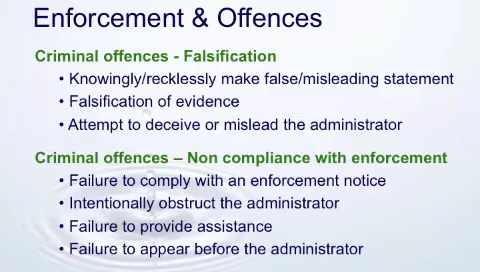 Enforcement & Offences
Criminal offences - Falsification
• Knowingly/recklessly make false/misleading statement
• Falsification of evidence
• Attempt to deceive or mislead the administrator
Criminal offences – Non compliance with enforcement
• Failure to comply with an enforcement notice
• Intentionally obstruct the administrator
• Failure to provide assistance
• Failure to appear before the administrator